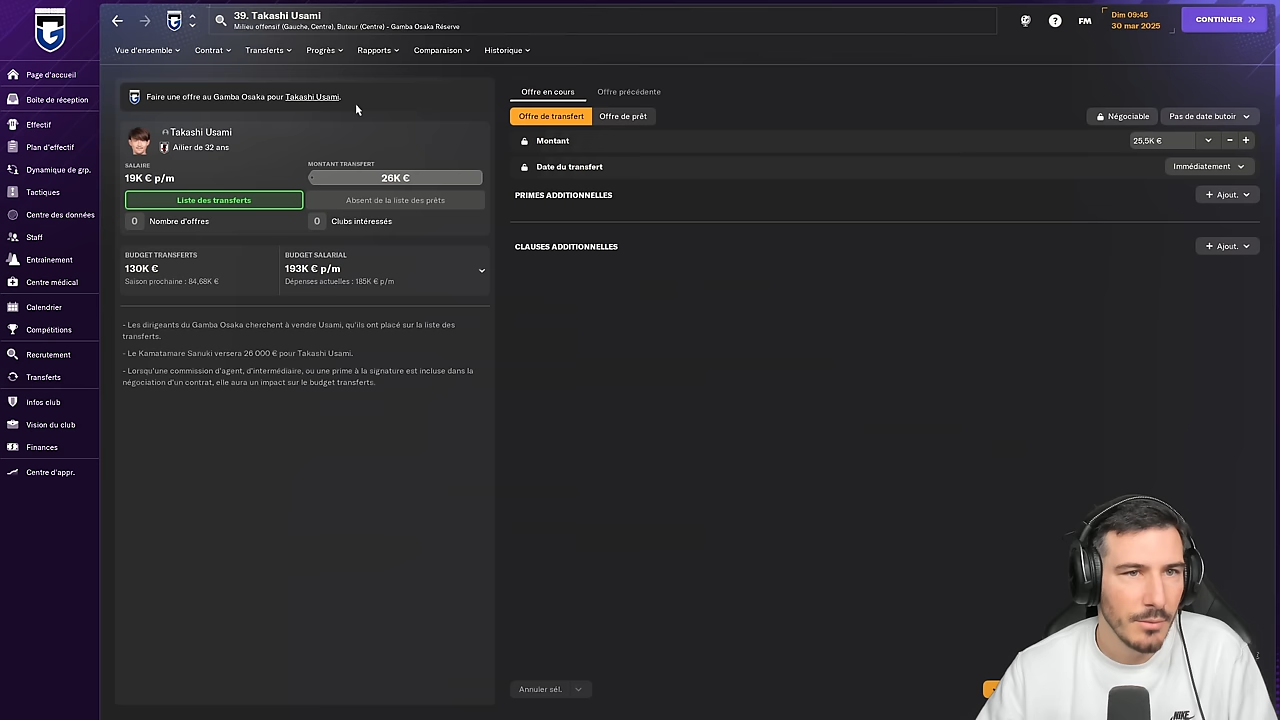 39. Takashi Usami
Milieu offensif (Gauche, Centre), Buteur (Centre) - Gamba Osaka Réserve
FM
Dim 09:45
30 mar 2025
CONTINUER
Vue d'ensemble
Contrat
Transferts
Progrès
Rapports
Comparaison
Historique
Page d'accueil
Boîte de réception
Effectif
Plan d'effectif
Dynamique de grp.
Tactiques
Centre des données
Staff
Entraînement
Centre médical
Calendrier
Compétitions
Recrutement
Transferts
Infos club
Vision du club
Finances
Centre d'appr.
Faire une offre au Gamba Osaka pour Takashi Usami.
Takashi Usami
Ailier de 32 ans
SALAIRE
19K € p/m
MONTANT TRANSFERT
26K €
Liste des transferts
Absent de la liste des prêts
0 Nombre d'offres
0 Clubs intéressés
BUDGET TRANSFERTS
130K €
Saison prochaine : 84,68K €
BUDGET SALARIAL
193K € p/m
Dépenses actuelles : 185K € p/m
- Les dirigeants du Gamba Osaka cherchent à vendre Usami, qu'ils ont placé sur la liste des
transferts.
- Le Kamatamare Sanuki versera 26 000 € pour Takashi Usami.
- Lorsqu'une commission d'agent, d'intermédiaire, ou une prime à la signature est incluse dans la
négociation d'un contrat, elle aura un impact sur le budget transferts.
Offre en cours
Offre précédente
Offre de transfert
Offre de prêt
Négociable
Pas de date butoir
Montant
25,5K €
Date du transfert
Immédiatement
PRIMES ADDITIONNELLES
+ Ajout.
CLAUSES ADDITIONNELLES
+ Ajout.
Annuler sél.
NIKE